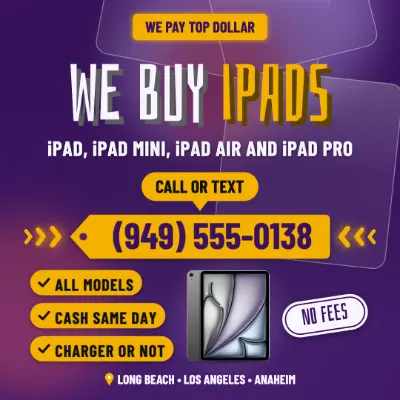 WE PAY TOP DOLLAR
WE BUY IPADS
iPAD, iPAD MINI, iPAD AIR AND iPAD PRO
CALL OR TEXT
(949) 555-0138
ALL MODELS
CASH SAME DAY
CHARGER OR NOT
NO FEES
LONG BEACH • LOS ANGELES • ANAHEIM